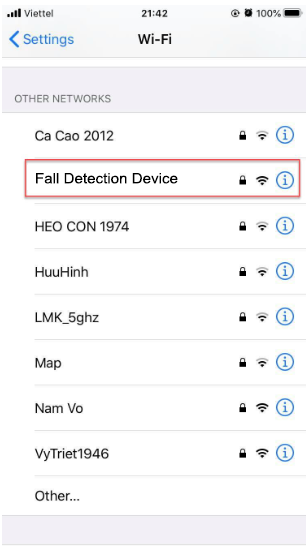 Viettel 21:42 100%
Settings Wi-Fi
OTHER NETWORKS
Ca Cao 2012
Fall Detection Device
HEO CON 1974
HuuHinh
LMK_5ghz
Map
Nam Vo
VyTriet1946
Other...